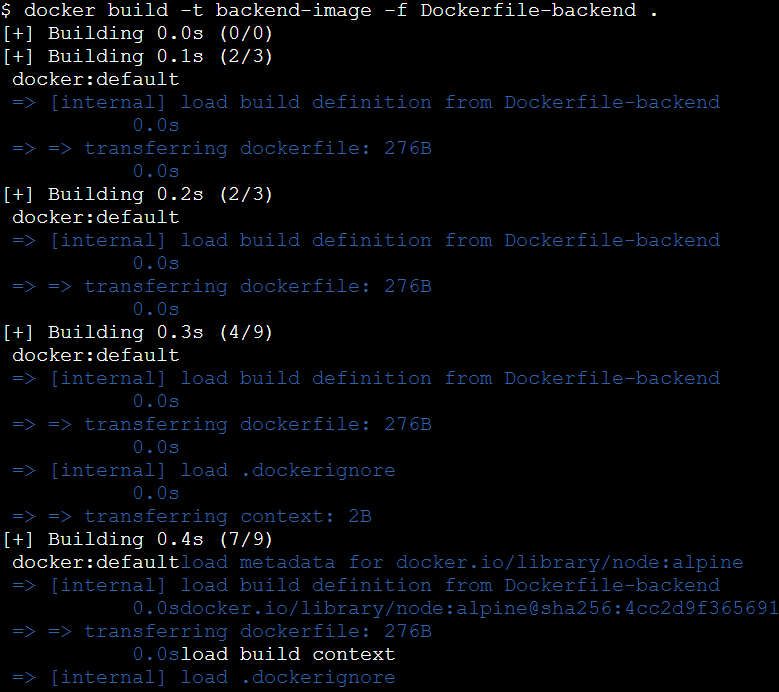 $ docker build -t backend-image -f Dockerfile-backend .
[+] Building 0.0s (0/0)
[+] Building 0.1s (2/3)
docker:default
=> [internal] load build definition from Dockerfile-backend
0.0s
=> => transferring dockerfile: 276B
0.0s
[+] Building 0.2s (2/3)
docker:default
=> [internal] load build definition from Dockerfile-backend
0.0s
=> => transferring dockerfile: 276B
0.0s
[+] Building 0.3s (4/9)
docker:default
=> [internal] load build definition from Dockerfile-backend
0.0s
=> => transferring dockerfile: 276B
0.0s
=> [internal] load .dockerignore
0.0s
=> => transferring context: 2B
[+] Building 0.4s (7/9)
docker:defaultload metadata for docker.io/library/node:alpine
=> [internal] load build definition from Dockerfile-backend
0.0sdocker.io/library/node:alpine@sha256:4cc2d9f365691
=> => transferring dockerfile: 276B
0.0sload build context
=> [internal] load .dockerignore